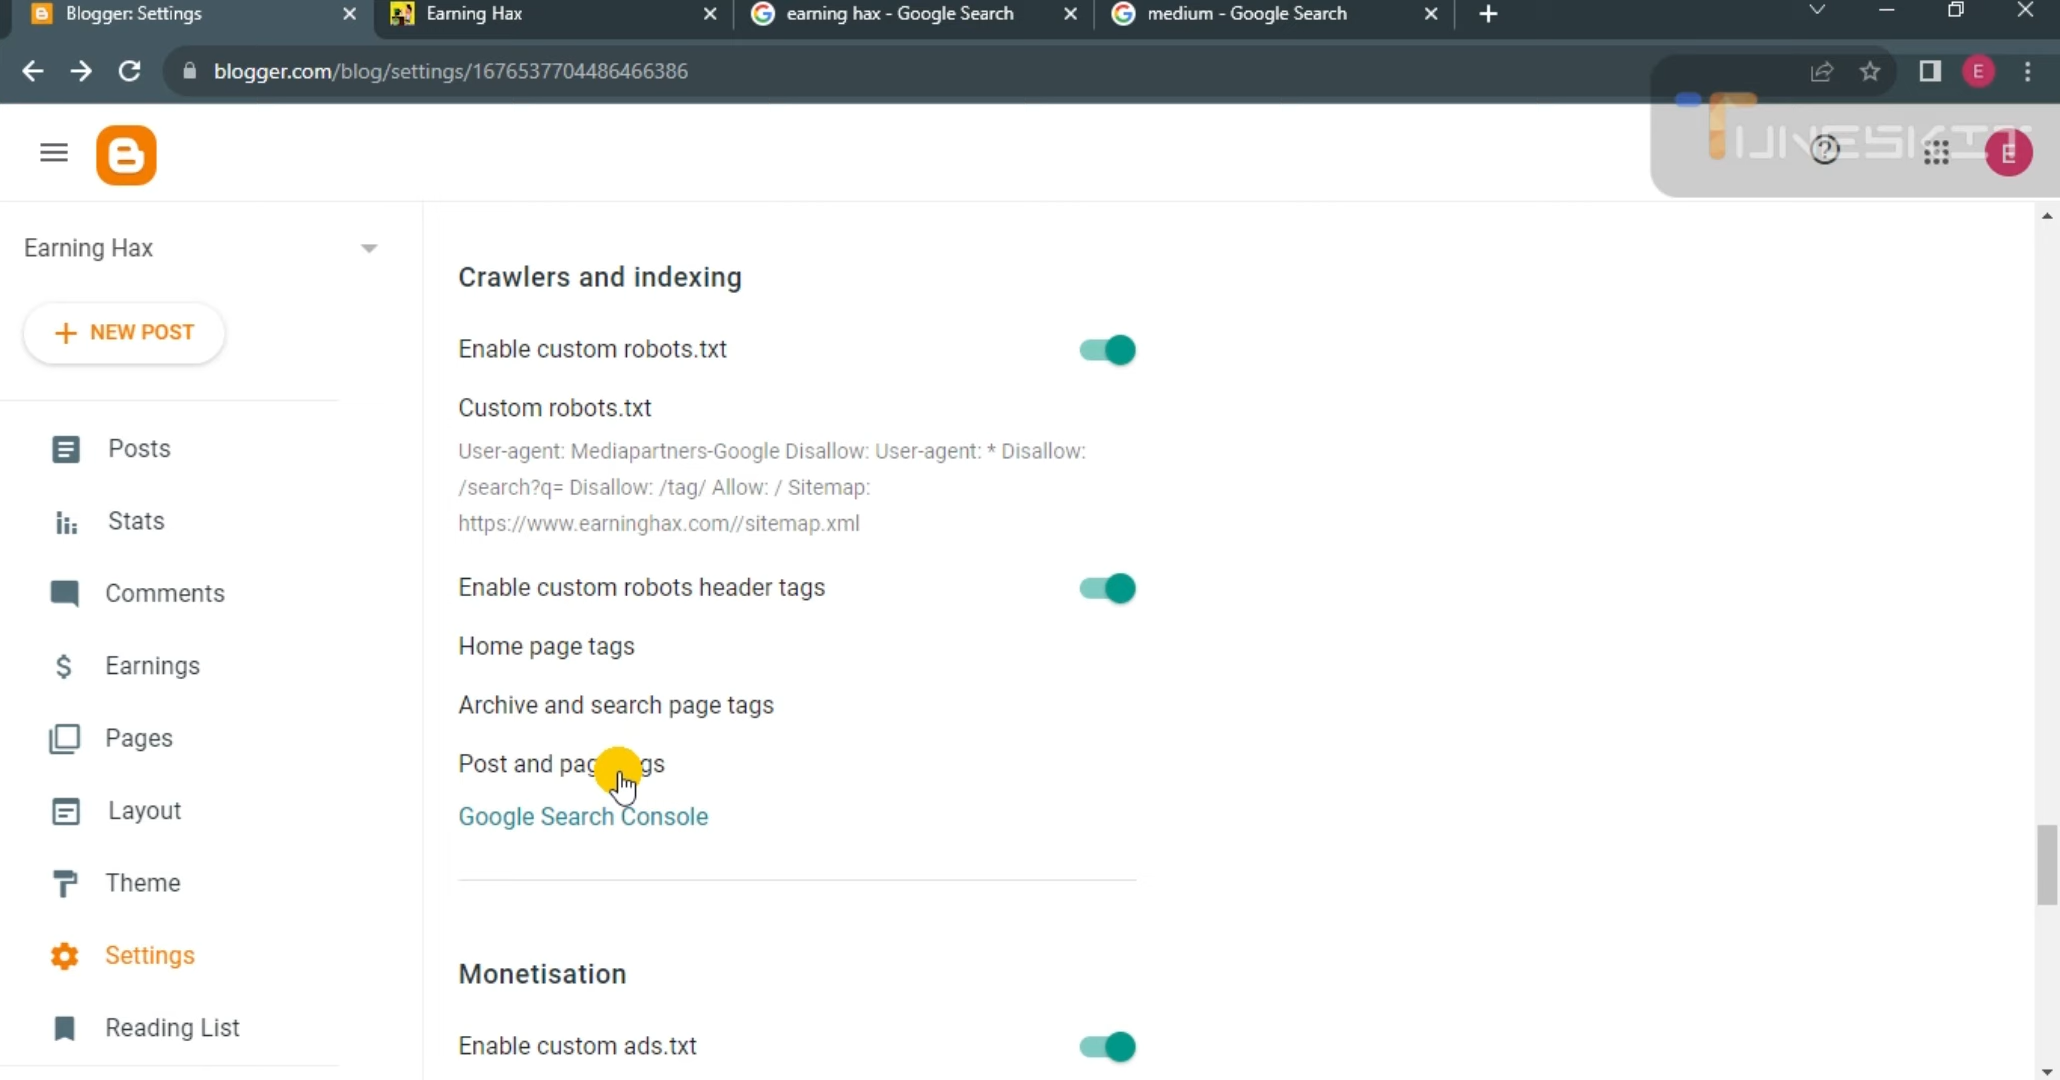 Blogger: Settings
Earning Hax
earning hax - Google Search
medium - Google Search
blogger.com/blog/settings/1676537704486466386
E
TUNESKIT
E
Earning Hax
NEW POST
Posts
Stats
Comments
Earnings
Pages
Layout
Theme
Settings
Reading List
Crawlers and indexing
Enable custom robots.txt
Custom robots.txt
User-agent: Mediapartners-Google Disallow: User-agent: * Disallow:
/search?q= Disallow: /tag/ Allow: / Sitemap:
https://www.earninghax.com//sitemap.xml
Enable custom robots header tags
Home page tags
Archive and search page tags
Post and page tags
Google Search Console
Monetisation
Enable custom ads.txt